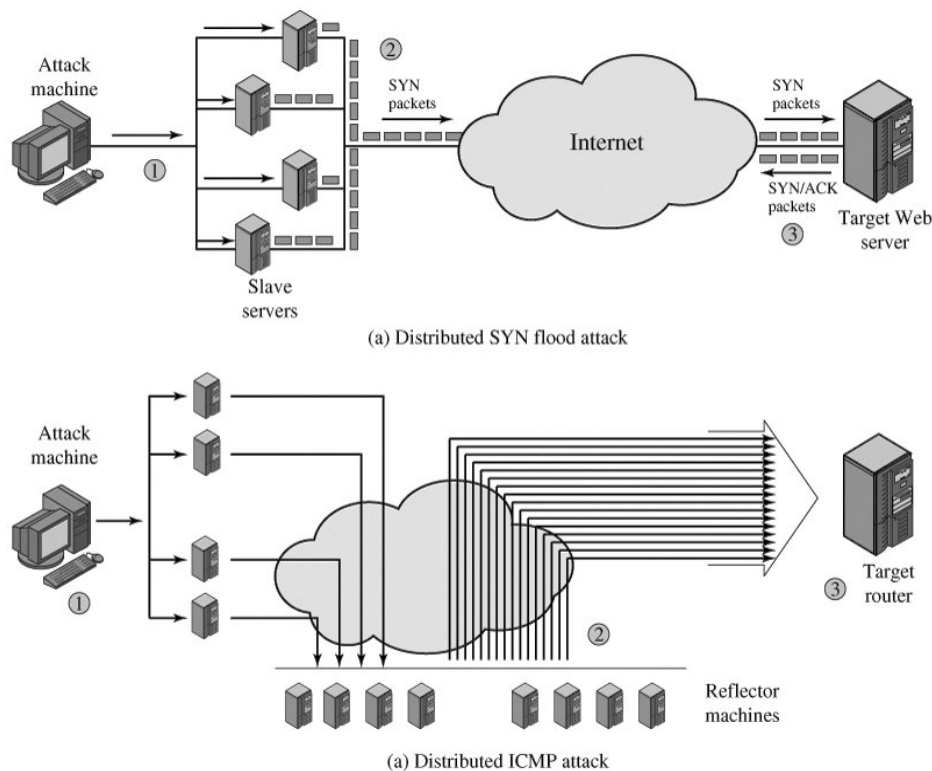 Attack
machine
1
2
SYN
packets
Internet
SYN
packets
SYN/ACK
packets
3
Target Web
server
Slave
servers
(a) Distributed SYN flood attack
Attack
machine
1
2
3
Target
router
Reflector
machines
(a) Distributed ICMP attack